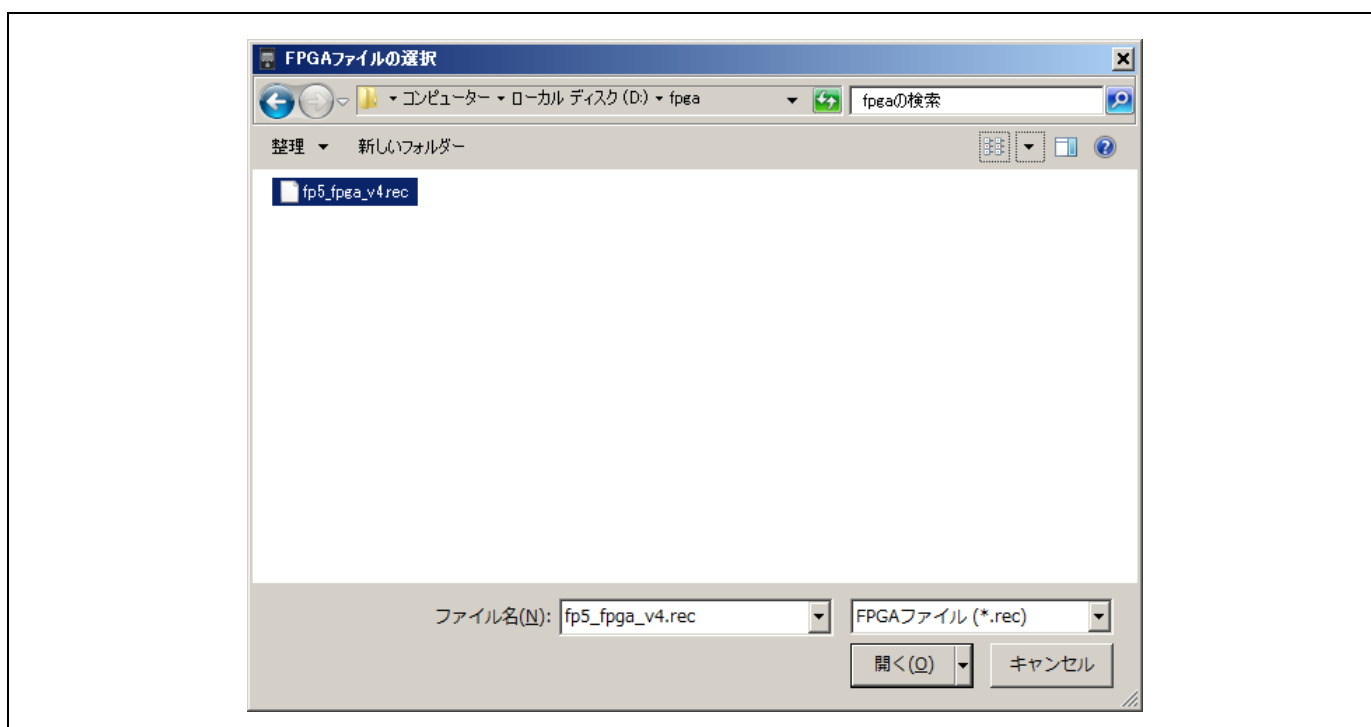 FPGAファイルの選択
コンピューター ローカル ディスク (D:) fpga fpgaの検索
整理 新しいフォルダー
fp5_fpga_v4.rec
ファイル名(N): fp5_fpga_v4.rec FPGAファイル (*.rec)
開く(O) キャンセル